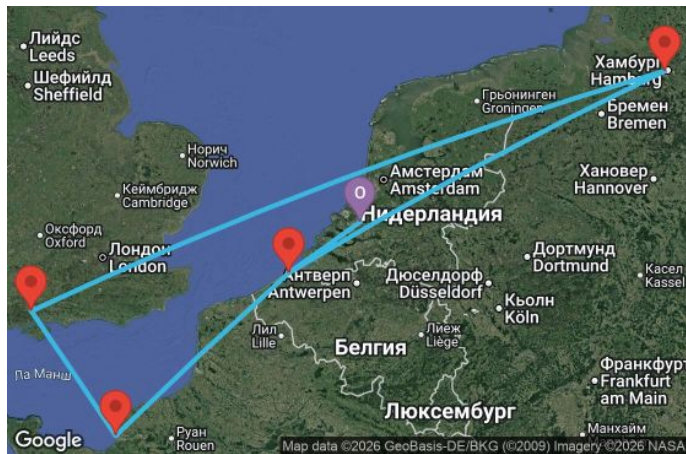 Лийдс
Leeds
Шефийлд
Sheffield
Норич
Norwich
Кеймбридж
Cambridge
Оксфорд
Oxford
Лондон
London
Хамбург
Hamburg
Грьонинген
Groningen
Бремен
Bremen
Амстердам
Amsterdam
Хановер
Hannover
O
Нидерландия
Антверп
Antwerpen
Дюселдорф
Düsseldorf
Дортмунд
Dortmund
Касел
Kassel
Кьолн
Köln
Лил
Lille
Лиеж
Liège
Белгия
Ла Манш
Франкфурт
Frankfurt
am Main
Люксембург
Руан
Rouen
Манхайм
Google
Map data ©2026 GeoBasis-DE/BKG (©2009) Imagery ©2026 NASA